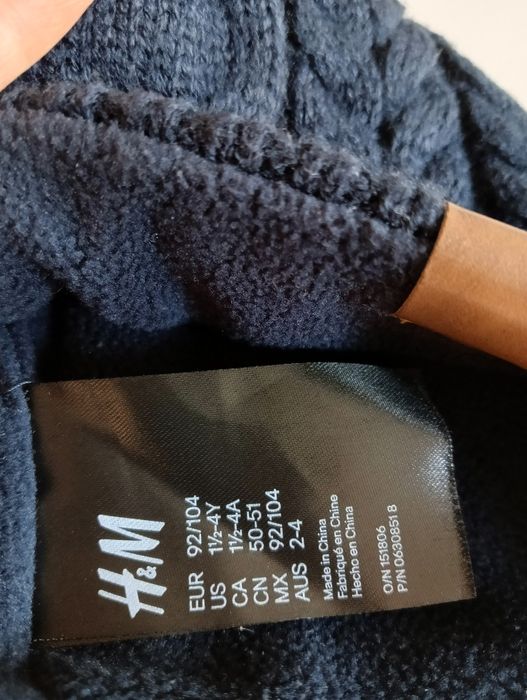 H&M
EUR 92/104
US 1½-4Y
CA 1½-4A
CN 50-51
MX 92/104
AUS 2-4
Made in China
Fabriqué en Chine
Hecho en China
O/N 151806
P/N 06308518